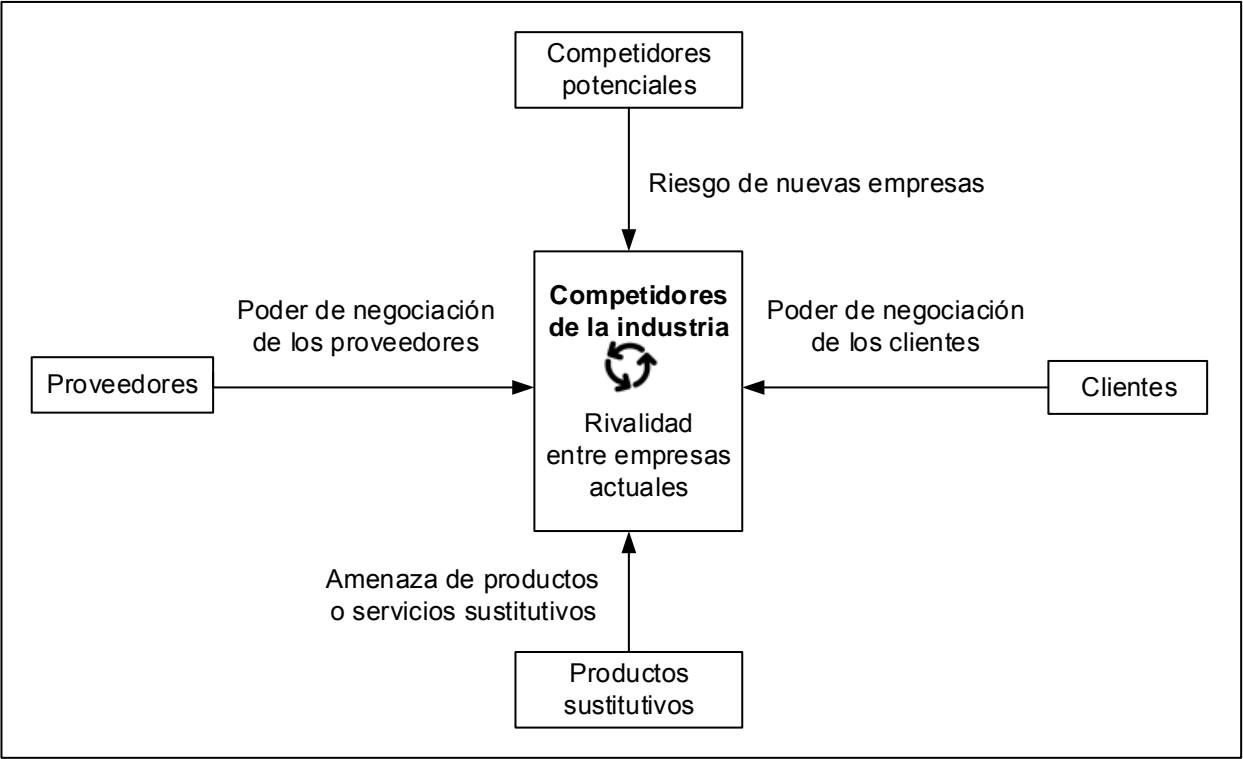 Competidores
potenciales
Riesgo de nuevas empresas
Poder de negociación
de los proveedores
Proveedores
Competidores
de la industria
Rivalidad
entre empresas
actuales
Poder de negociación
de los clientes
Clientes
Amenaza de productos
o servicios sustitutivos
Productos
sustitutivos